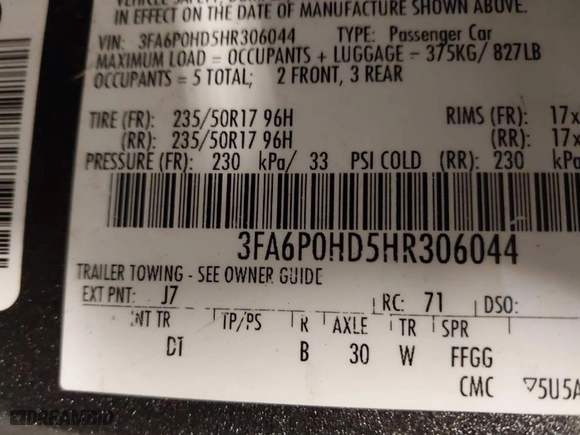 IN EFFECT ON THE DATE OF MANUFACTURE SHOWN ABOVE.
VIN: 3FA6P0HD5HR306044 TYPE: Passenger Car
MAXIMUM LOAD = OCCUPANTS + LUGGAGE = 375KG/ 827LB
OCCUPANTS = 5 TOTAL; 2 FRONT, 3 REAR
TIRE (FR): 235/50R17 96H RIMS (FR): 17x
(RR): 235/50R17 96H (RR): 17x
PRESSURE (FR): 230 kPa/ 33 PSI COLD (RR): 230 kPa
3FA6P0HD5HR306044
TRAILER TOWING - SEE OWNER GUIDE
EXT PNT: J7 RC: 71 DSO:
INT TR TP/PS R AXLE TR SPR
DT B 30 W FFGG
CMC ▽5U5A
DREAMBID